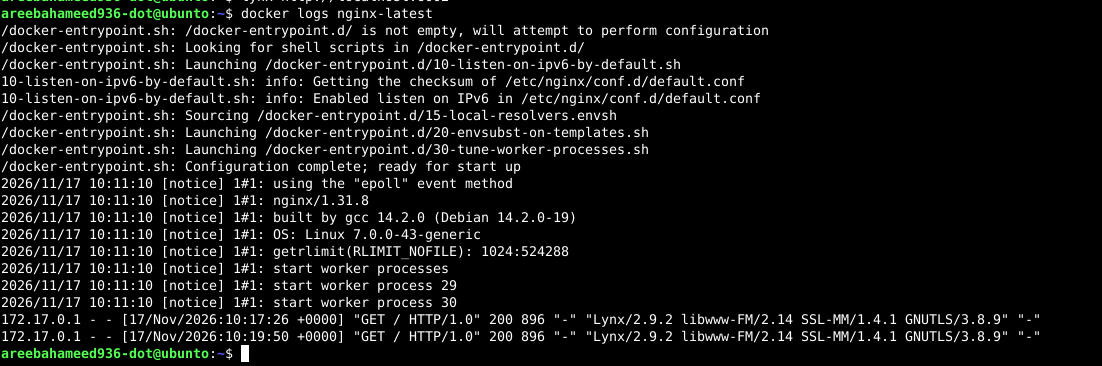 areebahameed936-dot@ubunto:~$ docker logs nginx-latest
/docker-entrypoint.sh: /docker-entrypoint.d/ is not empty, will attempt to perform configuration
/docker-entrypoint.sh: Looking for shell scripts in /docker-entrypoint.d/
/docker-entrypoint.sh: Launching /docker-entrypoint.d/10-listen-on-ipv6-by-default.sh
10-listen-on-ipv6-by-default.sh: info: Getting the checksum of /etc/nginx/conf.d/default.conf
10-listen-on-ipv6-by-default.sh: info: Enabled listen on IPv6 in /etc/nginx/conf.d/default.conf
/docker-entrypoint.sh: Sourcing /docker-entrypoint.d/15-local-resolvers.envsh
/docker-entrypoint.sh: Launching /docker-entrypoint.d/20-envsubst-on-templates.sh
/docker-entrypoint.sh: Launching /docker-entrypoint.d/30-tune-worker-processes.sh
/docker-entrypoint.sh: Configuration complete; ready for start up
2026/11/17 10:11:10 [notice] 1#1: using the "epoll" event method
2026/11/17 10:11:10 [notice] 1#1: nginx/1.31.8
2026/11/17 10:11:10 [notice] 1#1: built by gcc 14.2.0 (Debian 14.2.0-19)
2026/11/17 10:11:10 [notice] 1#1: OS: Linux 7.0.0-43-generic
2026/11/17 10:11:10 [notice] 1#1: getrlimit(RLIMIT_NOFILE): 1024:524288
2026/11/17 10:11:10 [notice] 1#1: start worker processes
2026/11/17 10:11:10 [notice] 1#1: start worker process 29
2026/11/17 10:11:10 [notice] 1#1: start worker process 30
172.17.0.1 - - [17/Nov/2026:10:17:26 +0000] "GET / HTTP/1.0" 200 896 "-" "Lynx/2.9.2 libwww-FM/2.14 SSL-MM/1.4.1 GNUTLS/3.8.9" "-"
172.17.0.1 - - [17/Nov/2026:10:19:50 +0000] "GET / HTTP/1.0" 200 896 "-" "Lynx/2.9.2 libwww-FM/2.14 SSL-MM/1.4.1 GNUTLS/3.8.9" "-"
areebahameed936-dot@ubunto:~$